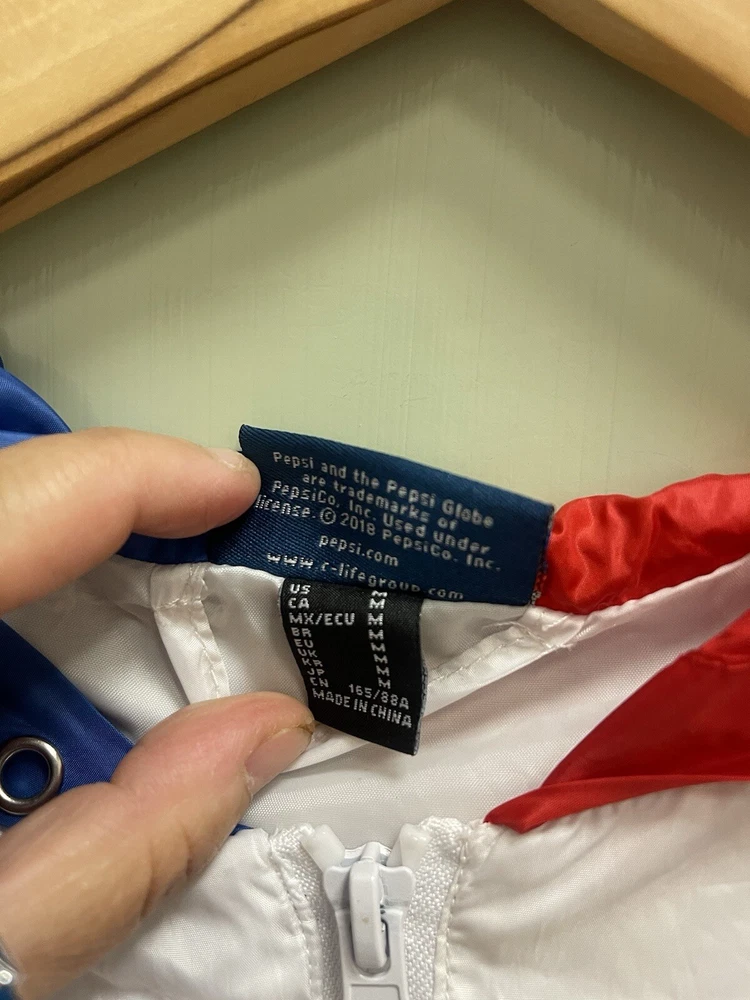 Pepsi and the Pepsi Globe
are trademarks of
PepsiCo, Inc. Used under
license. © 2018 PepsiCo. Inc.
pepsi.com
www.c-lifegroup.com
US M
CA M
MX/ECU M
BR M
EU M
UK M
KR M
JP M
CN 165/88A
MADE IN CHINA